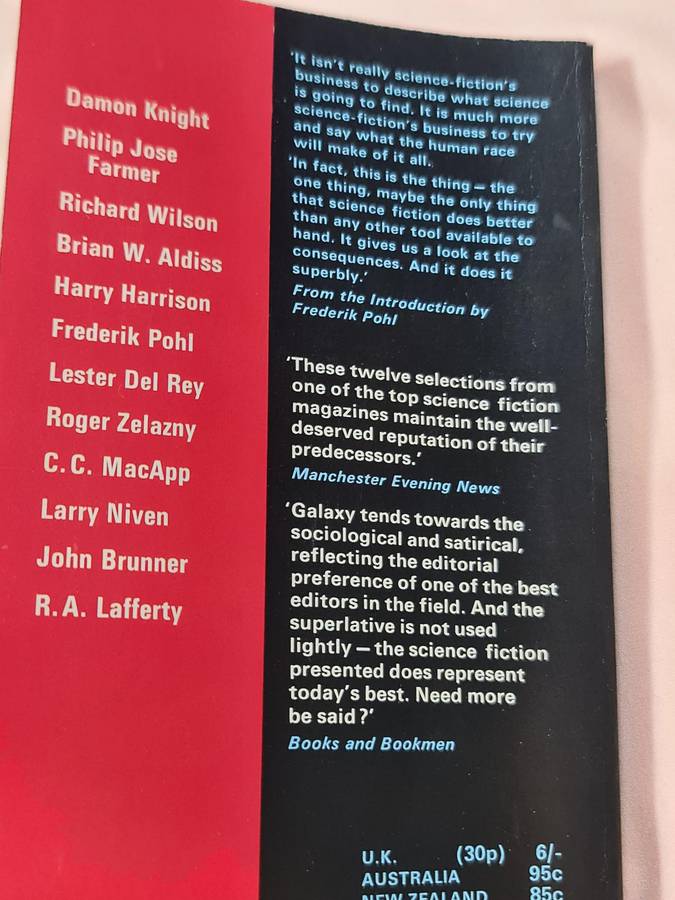 Damon Knight
Philip Jose
Farmer
Richard Wilson
Brian W. Aldiss
Harry Harrison
Frederik Pohl
Lester Del Rey
Roger Zelazny
C.C. MacApp
Larry Niven
John Brunner
R.A. Lafferty
'It isn't really science-fiction's
business to describe what science
is going to find. It is much more
science-fiction's business to try
and say what the human race
will make of it all.
'In fact, this is the thing — the
one thing, maybe the only thing
that science fiction does better
than any other tool available to
hand. It gives us a look at the
consequences. And it does it
superbly.'
From the Introduction by
Frederik Pohl
'These twelve selections from
one of the top science fiction
magazines maintain the well-
deserved reputation of their
predecessors.'
Manchester Evening News
'Galaxy tends towards the
sociological and satirical,
reflecting the editorial
preference of one of the best
editors in the field. And the
superlative is not used
lightly — the science fiction
presented does represent
today's best. Need more
be said?'
Books and Bookmen
U.K. (30p) 6/-
AUSTRALIA 95c
NEW ZEALAND 85c